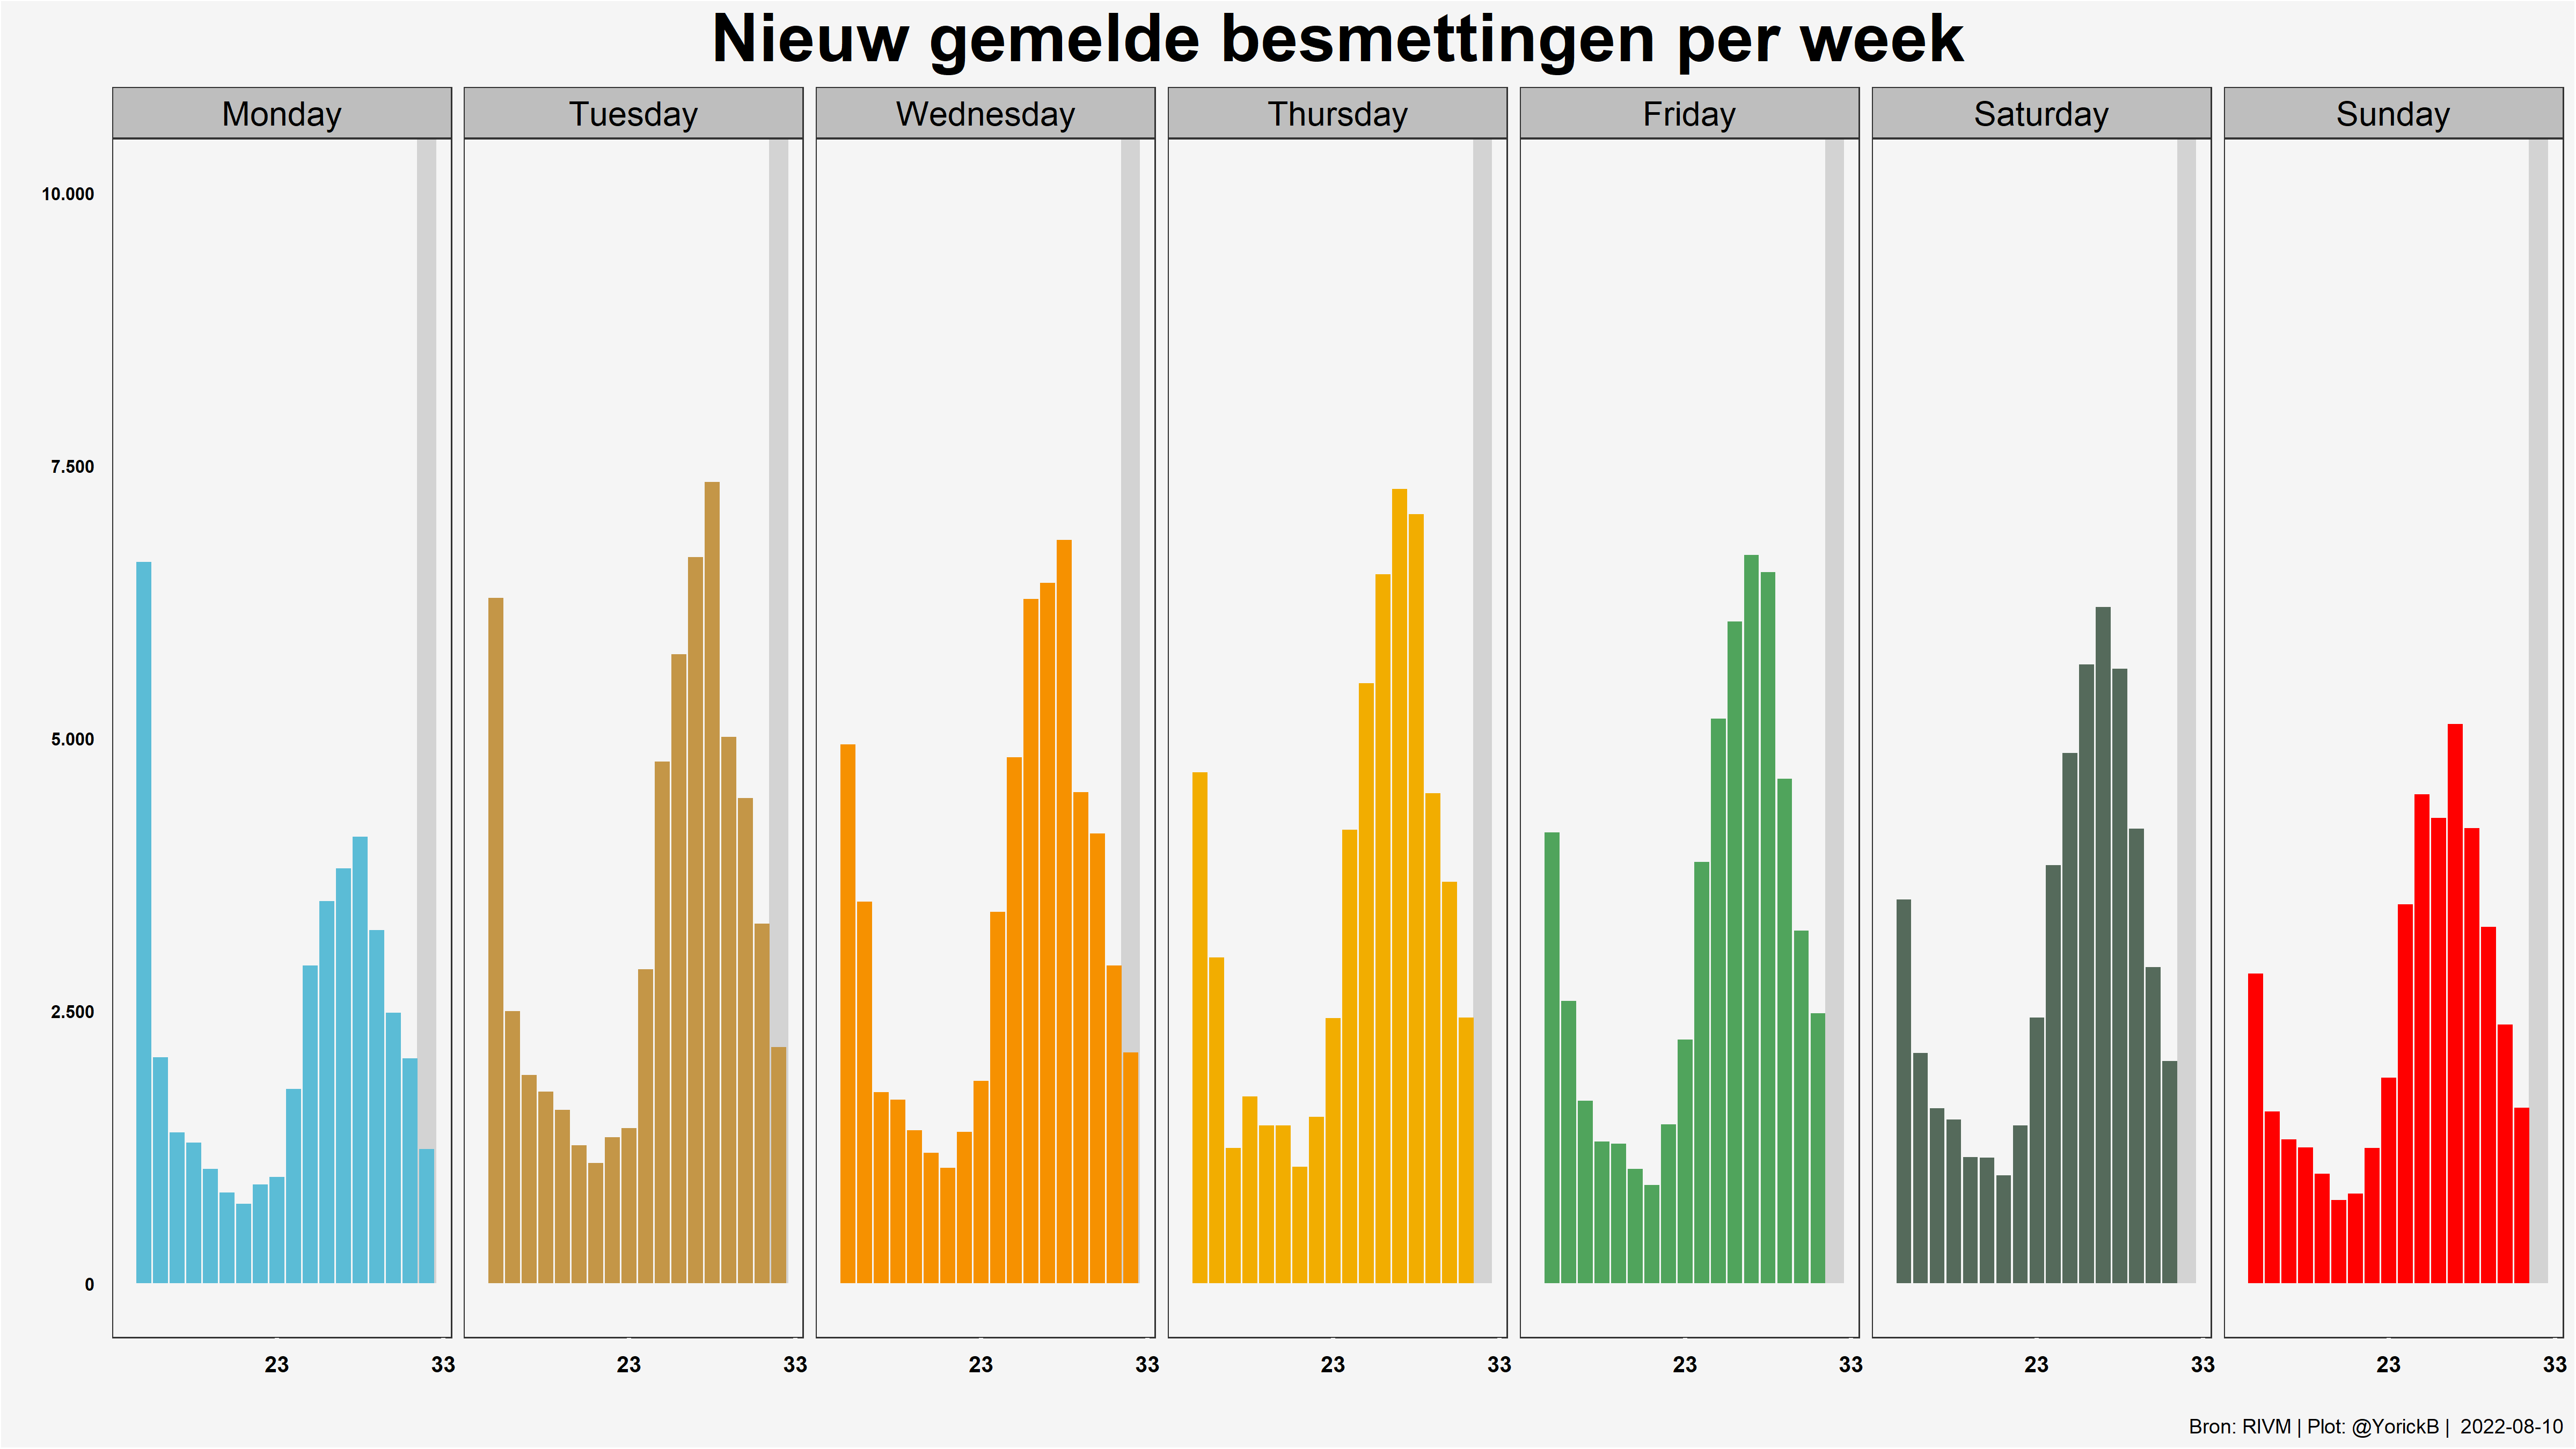 Nieuw gemelde besmettingen per week
Monday Tuesday Wednesday Thursday Friday Saturday Sunday
10.000
7.500
5.000
2.500
0
23 33 23 33 23 33 23 33 23 33 23 33 23 33
Bron: RIVM | Plot: @YorickB | 2022-08-10